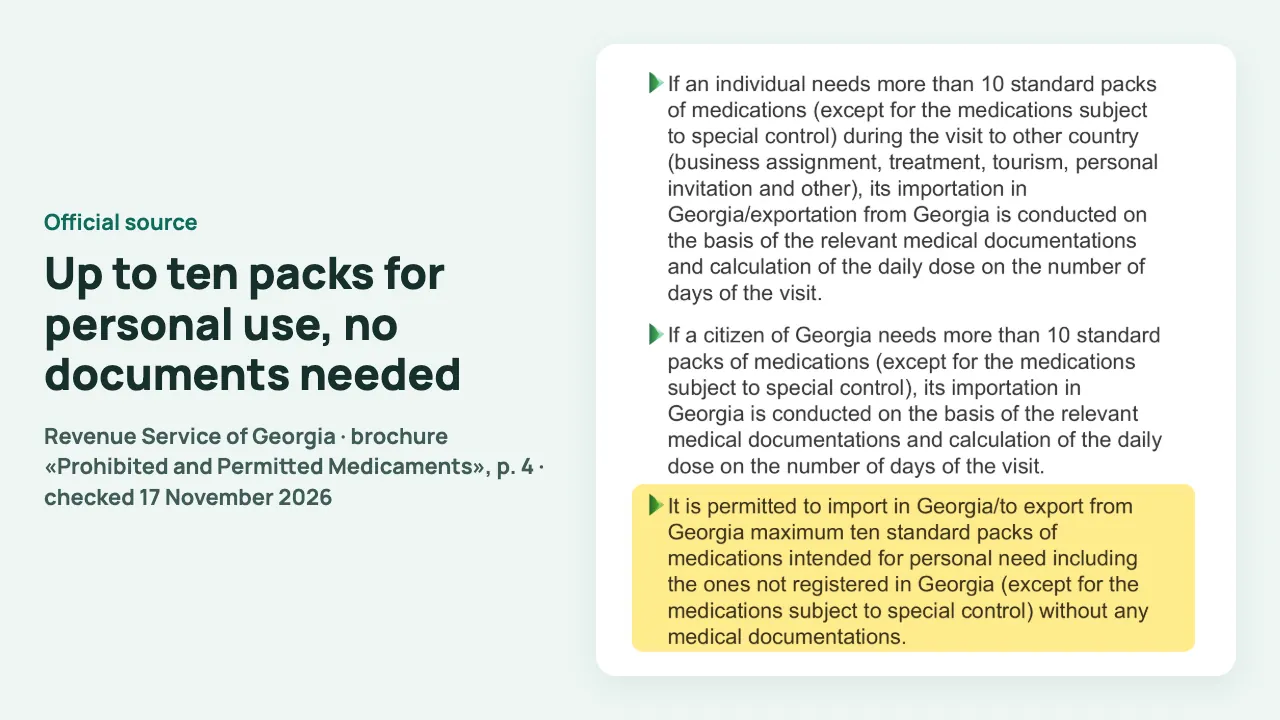 Official source
Up to ten packs for
personal use, no
documents needed
Revenue Service of Georgia · brochure
«Prohibited and Permitted Medicaments», p. 4 ·
checked 17 November 2026
If an individual needs more than 10 standard packs
of medications (except for the medications subject
to special control) during the visit to other country
(business assignment, treatment, tourism, personal
invitation and other), its importation in
Georgia/exportation from Georgia is conducted on
the basis of the relevant medical documentations
and calculation of the daily dose on the number of
days of the visit.
If a citizen of Georgia needs more than 10 standard
packs of medications (except for the medications
subject to special control), its importation in
Georgia is conducted on the basis of the relevant
medical documentations and calculation of the daily
dose on the number of days of the visit.
It is permitted to import in Georgia/to export from
Georgia maximum ten standard packs of
medications intended for personal need including
the ones not registered in Georgia (except for the
medications subject to special control) without any
medical documentations.